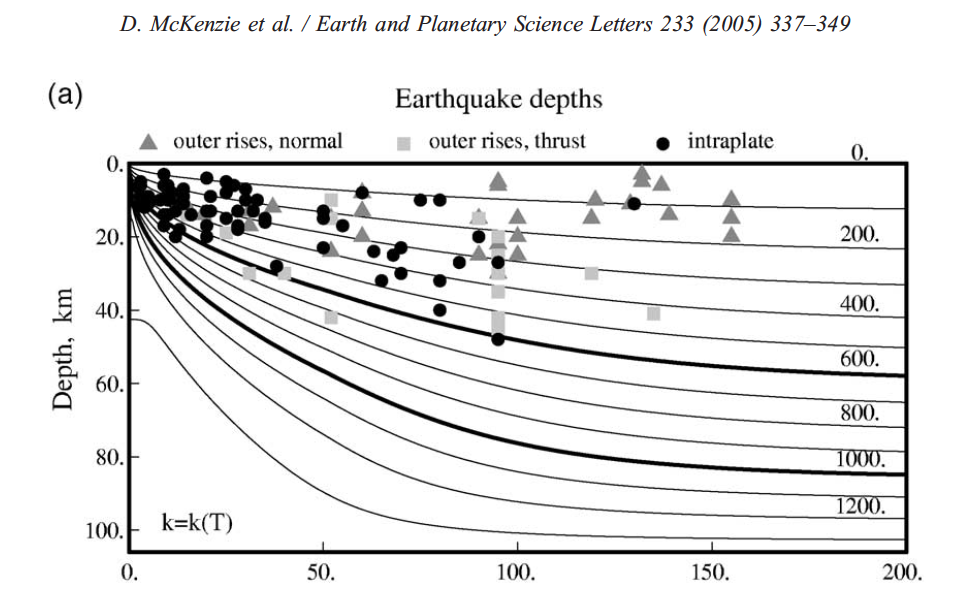 D. McKenzie et al. / Earth and Planetary Science Letters 233 (2005) 337–349
(a)
Earthquake depths
outer rises, normal
outer rises, thrust
intraplate
0.
0.
200.
20.
400.
40.
600.
60.
800.
80.
1000.
1200.
100.
Depth, km
k=k(T)
0. 50. 100. 150. 200.